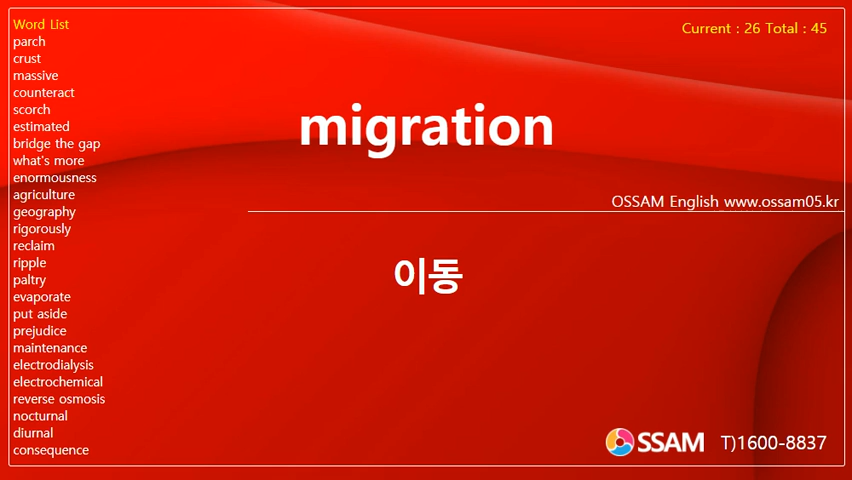 Word List
parch
crust
massive
counteract
scorch
estimated
bridge the gap
what's more
enormousness
agriculture
geography
rigorously
reclaim
ripple
paltry
evaporate
put aside
prejudice
maintenance
electrodialysis
electrochemical
reverse osmosis
nocturnal
diurnal
consequence
Current : 26 Total : 45
migration
OSSAM English www.ossam05.kr
이동
OSSAM T)1600-8837